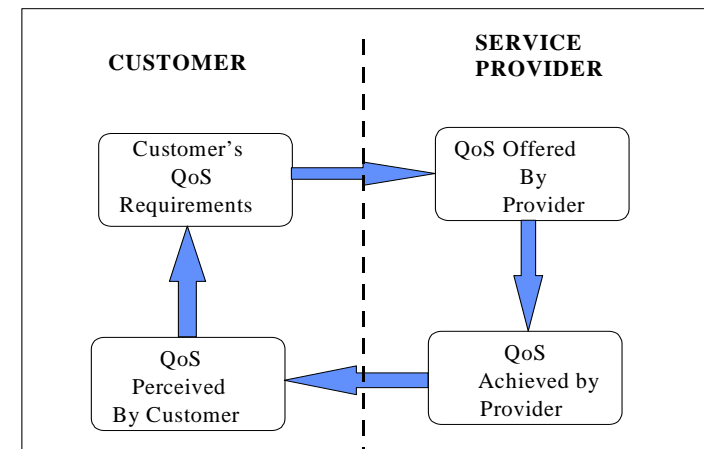 CUSTOMER
SERVICE
PROVIDER
Customer's
QoS
Requirements
QoS Offered
By
Provider
QoS
Perceived
By Customer
QoS
Achieved by
Provider